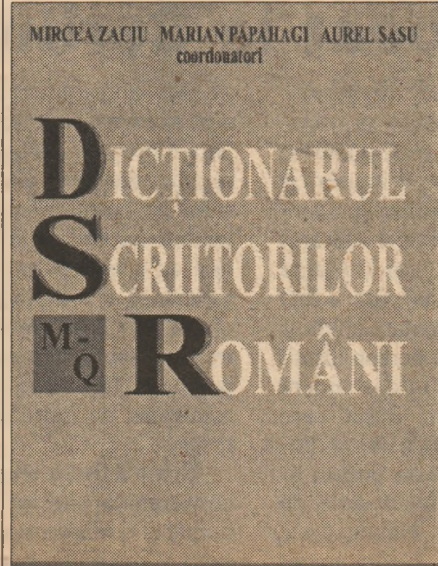 MIRCEA ZACIU MARIAN PAPAHAGI AUREL SASU
coordonatori
DICȚIONARUL
SCRIITORILOR
M-Q ROMÂNI